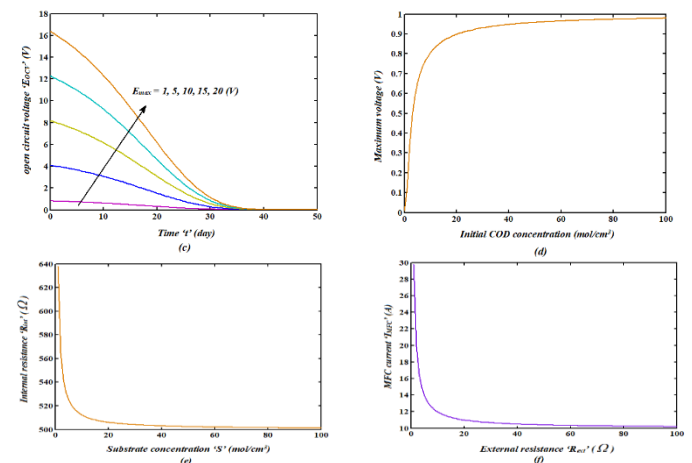 open circuit voltage 'E_OCV' (V)
18
16
14
12
10
8
6
4
2
0
E_max = 1, 5, 10, 15, 20 (V)
0 10 20 30 40 50
Time 't' (day)
(c)
Maximum voltage (V)
1
0.9
0.8
0.7
0.6
0.5
0.4
0.3
0.2
0.1
0
0 20 40 60 80 100
Initial COD concentration (mol/cm²)
(d)
Internal resistance 'R_int' (Ω)
640
620
600
580
560
540
520
500
0 20 40 60 80 100
Substrate concentration 'S' (mol/cm²)
(e)
MFC current 'I_MFC' (A)
30
28
26
24
22
20
18
16
14
12
10
0 20 40 60 80 100
External resistance 'R_ext' (Ω)
(f)